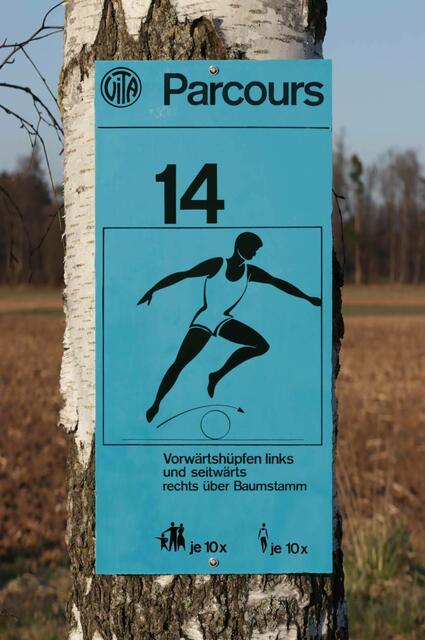 VITA Parcours
14
Vorwärtshüpfen links
und seitwärts
rechts über Baumstamm
je 10x je 10x